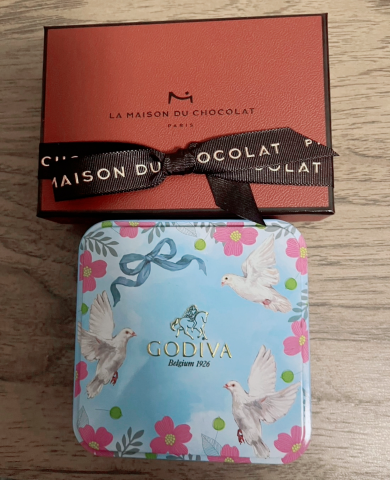 LA MAISON DU CHOCOLAT
PARIS
CHOCOLAT P
MAISON DU
GODIVA
Belgium 1926